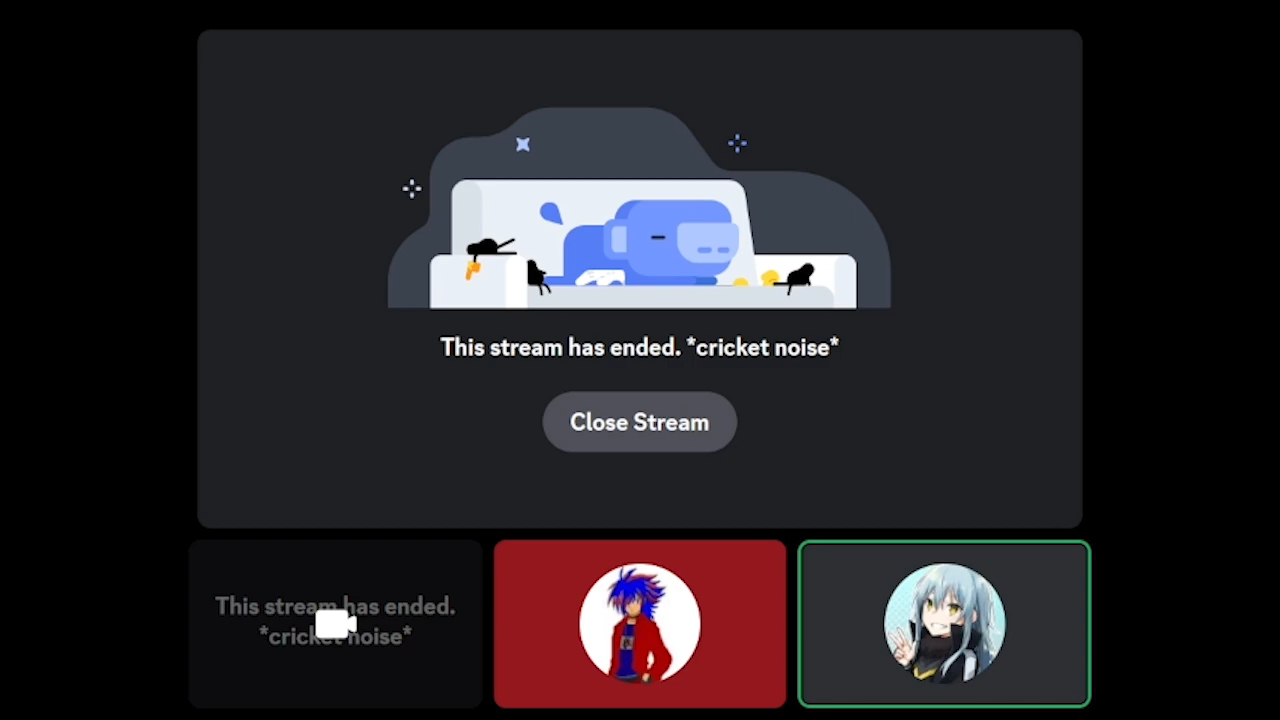 This stream has ended. *cricket noise*
Close Stream
This stream has ended.
*cricket noise*